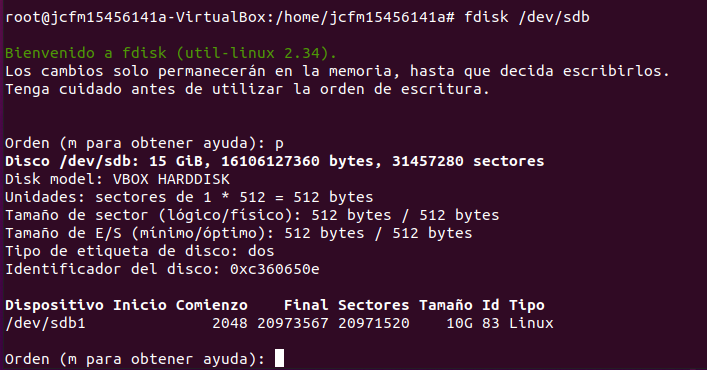 root@jcfm15456141a-VirtualBox:/home/jcfm15456141a# fdisk /dev/sdb
Bienvenido a fdisk (util-linux 2.34).
Los cambios solo permanecerán en la memoria, hasta que decida escribirlos.
Tenga cuidado antes de utilizar la orden de escritura.
Orden (m para obtener ayuda): p
Disco /dev/sdb: 15 GiB, 16106127360 bytes, 31457280 sectores
Disk model: VBOX HARDDISK
Unidades: sectores de 1 * 512 = 512 bytes
Tamaño de sector (lógico/físico): 512 bytes / 512 bytes
Tamaño de E/S (mínimo/óptimo): 512 bytes / 512 bytes
Tipo de etiqueta de disco: dos
Identificador del disco: 0xc360650e
Dispositivo Inicio Comienzo    Final Sectores Tamaño Id Tipo
/dev/sdb1              2048 20973567 20971520    10G 83 Linux
Orden (m para obtener ayuda):